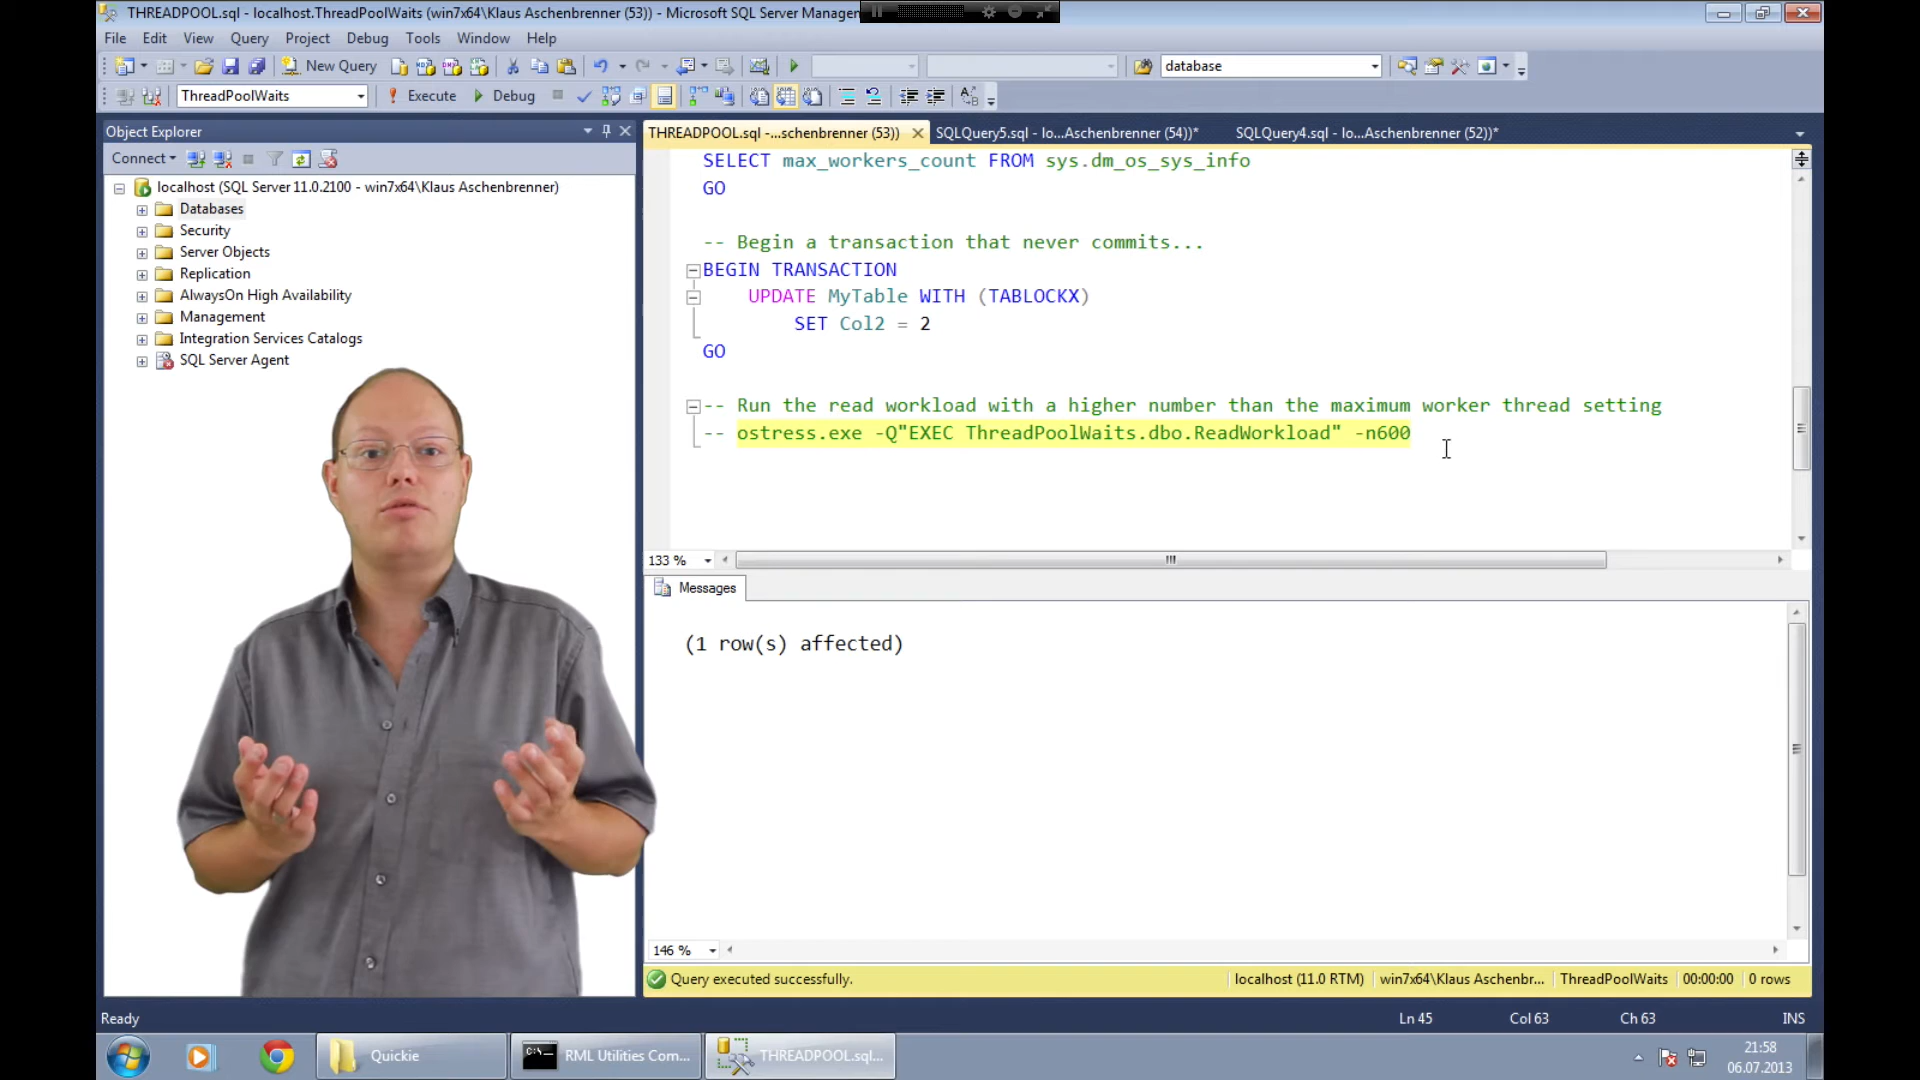 THREADPOOL.sql - localhost.ThreadPoolWaits (win7x64\Klaus Aschenbrenner (53)) - Microsoft SQL Server Manage
File Edit View Query Project Debug Tools Window Help
New Query database
ThreadPoolWaits Execute Debug
Object Explorer
THREADPOOL.sql -...schenbrenner (53)) SQLQuery5.sql - lo...Aschenbrenner (54))* SQLQuery4.sql - lo...Aschenbrenner (52))*
Connect
localhost (SQL Server 11.0.2100 - win7x64\Klaus Aschenbrenner)
Databases
Security
Server Objects
Replication
AlwaysOn High Availability
Management
Integration Services Catalogs
SQL Server Agent
SELECT max_workers_count FROM sys.dm_os_sys_info
GO
-- Begin a transaction that never commits...
BEGIN TRANSACTION
UPDATE MyTable WITH (TABLOCKX)
SET Col2 = 2
GO
-- Run the read workload with a higher number than the maximum worker thread setting
-- ostress.exe -Q"EXEC ThreadPoolWaits.dbo.ReadWorkload" -n600
133 %
Messages
(1 row(s) affected)
146 %
Query executed successfully. localhost (11.0 RTM) win7x64\Klaus Aschenbr... ThreadPoolWaits 00:00:00 0 rows
Ready Ln 45 Col 63 Ch 63 INS
Quickie C:\_ RML Utilities Com... THREADPOOL.sql...
21:58
06.07.2013